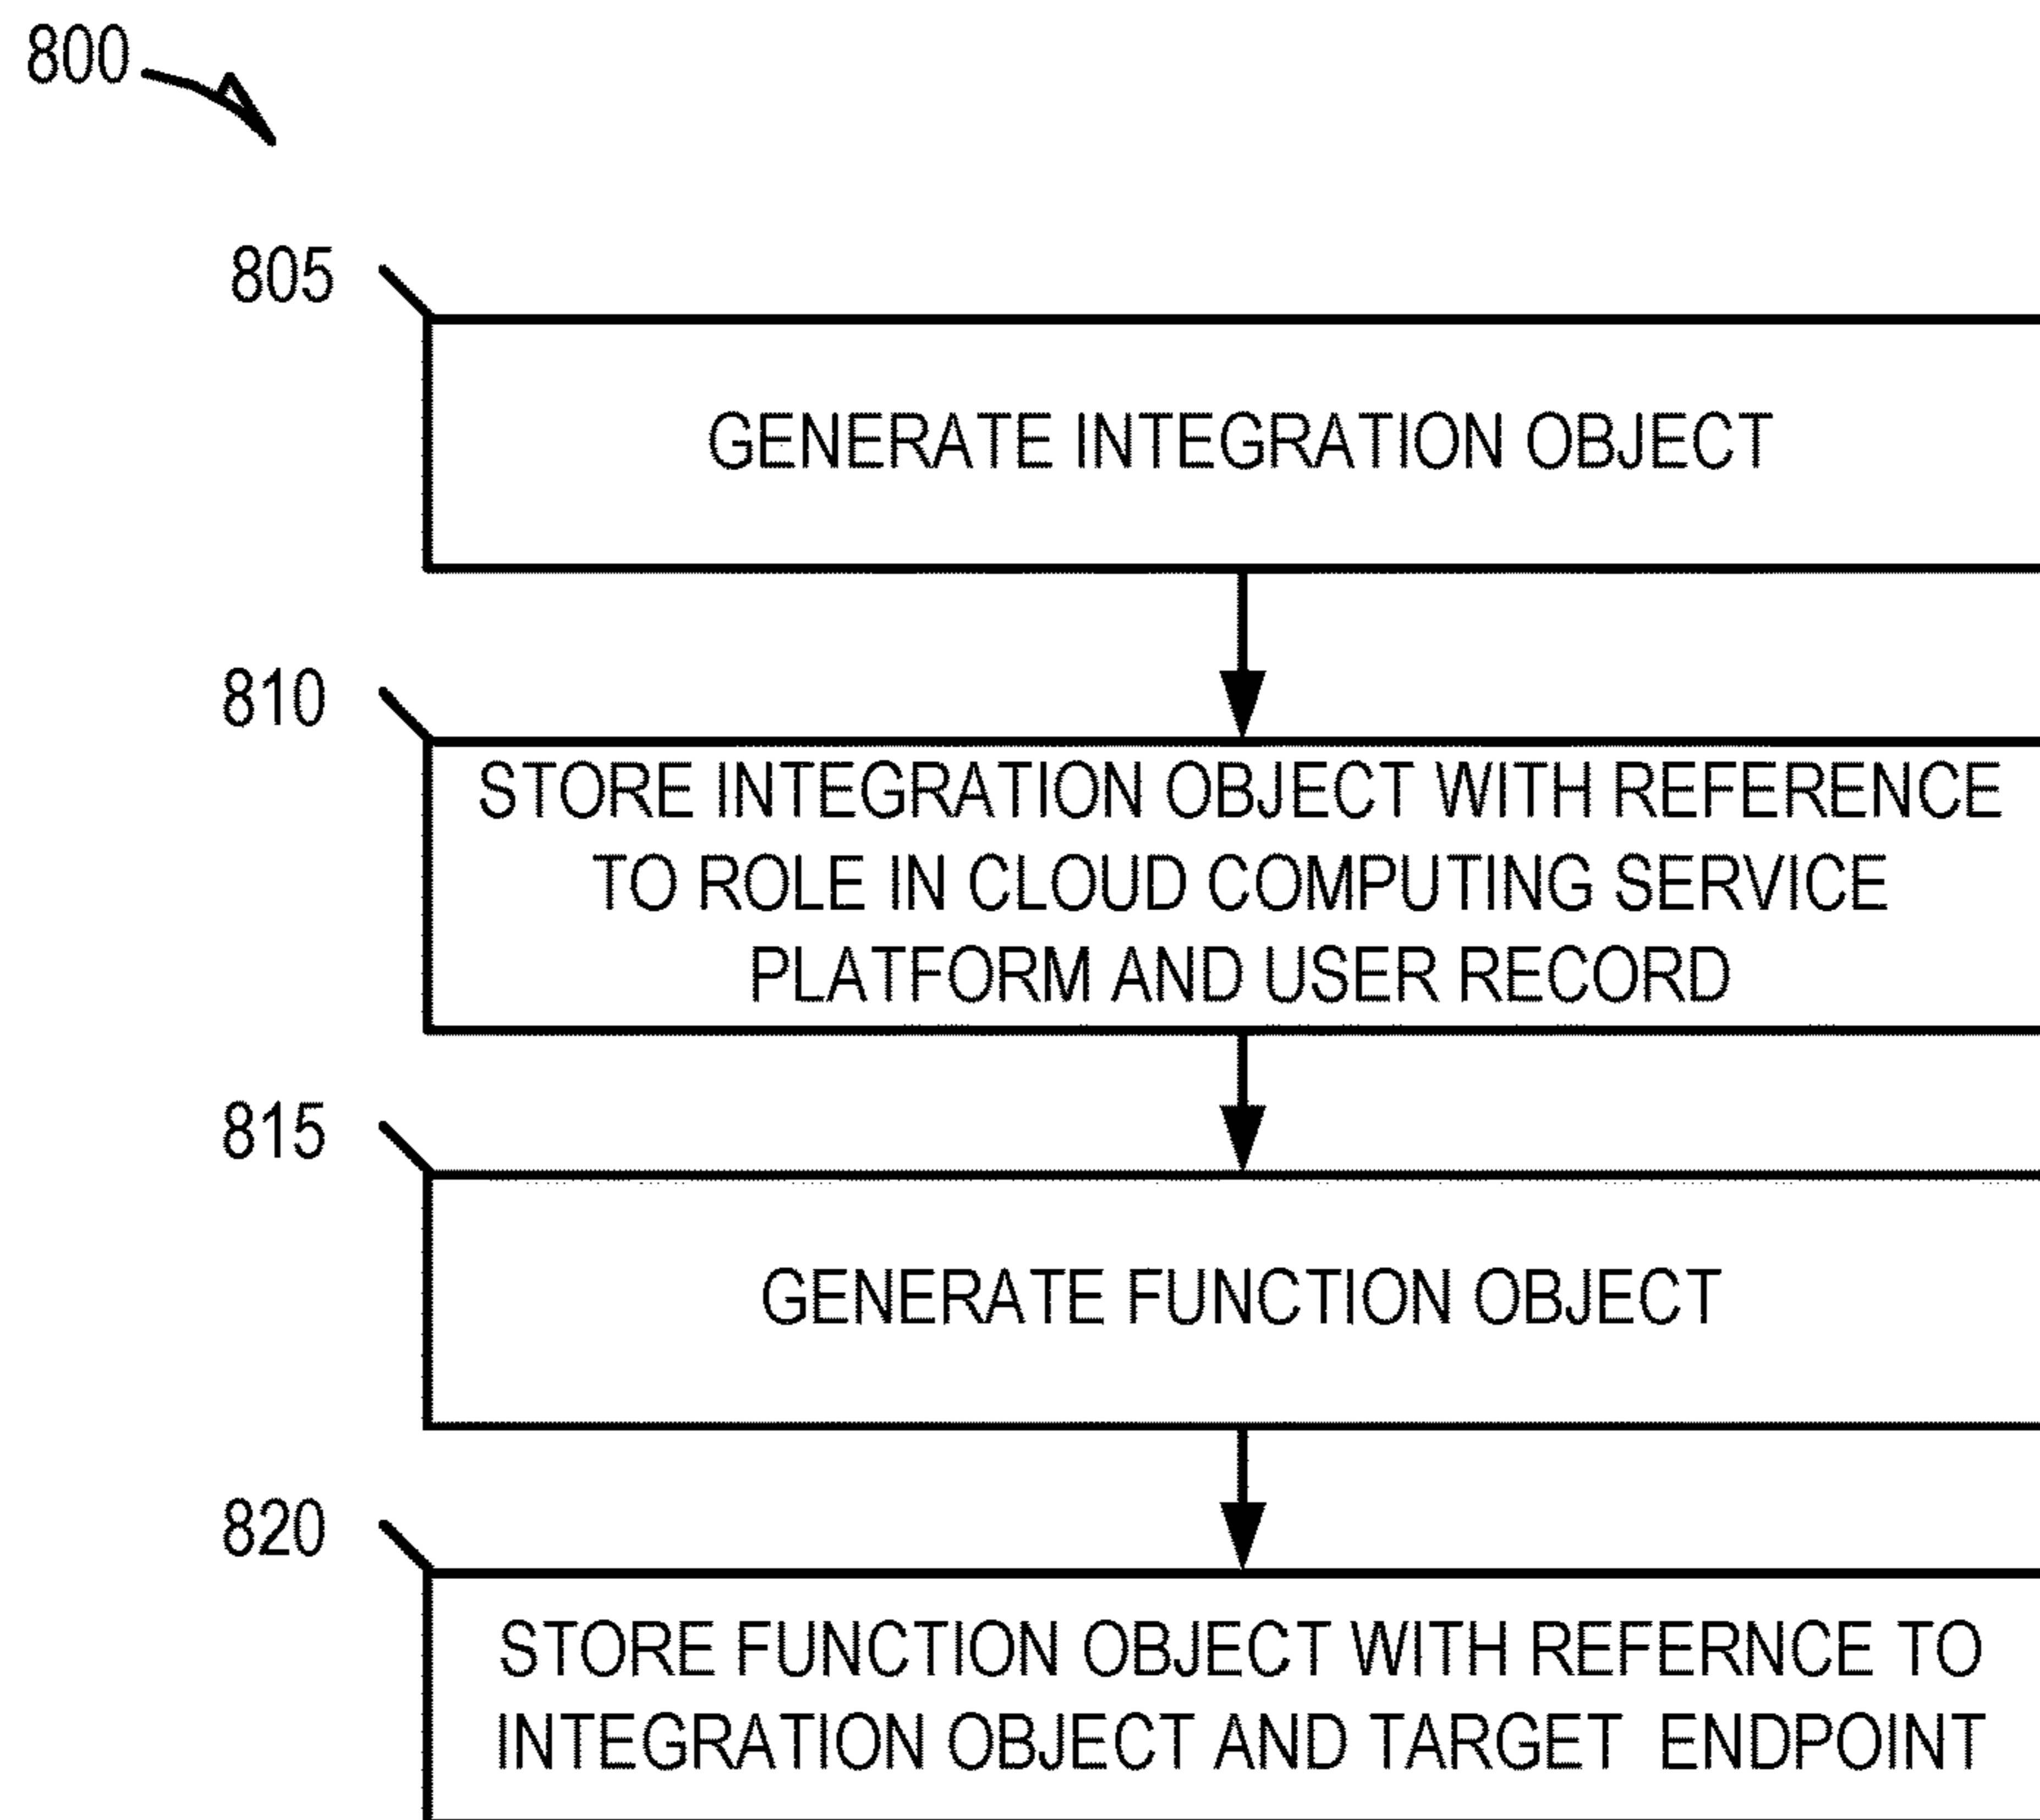 800
805
GENERATE INTEGRATION OBJECT
810
STORE INTEGRATION OBJECT WITH REFERENCE
TO ROLE IN CLOUD COMPUTING SERVICE
PLATFORM AND USER RECORD
815
GENERATE FUNCTION OBJECT
820
STORE FUNCTION OBJECT WITH REFERNCE TO
INTEGRATION OBJECT AND TARGET ENDPOINT